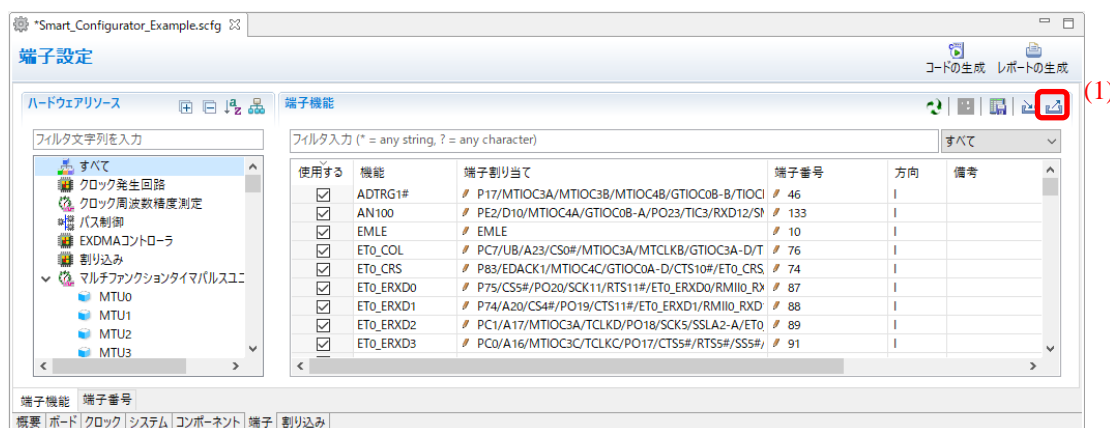 *Smart_Configurator_Example.scfg
端子設定
コードの生成 レポートの生成
(1)
ハードウェアリソース
端子機能
フィルタ文字列を入力
フィルタ入力 (* = any string, ? = any character)
すべて
すべて
クロック発生回路
クロック周波数精度測定
バス制御
EXDMAコントローラ
割り込み
マルチファンクションタイマパルスユニ
MTU0
MTU1
MTU2
MTU3
使用する 機能 端子割り当て 端子番号 方向 備考
ADTRG1# P17/MTIOC3A/MTIOC3B/MTIOC4B/GTIOC0B-B/TIOCI 46 I
AN100 PE2/D10/MTIOC4A/GTIOC0B-A/PO23/TIC3/RXD12/SM 133 I
EMLE EMLE 10 I
ET0_COL PC7/UB/A23/CS0#/MTIOC3A/MTCLKB/GTIOC3A-D/T 76 I
ET0_CRS P83/EDACK1/MTIOC4C/GTIOC0A-D/CTS10#/ET0_CRS, 74 I
ET0_ERXD0 P75/CS5#/PO20/SCK11/RTS11#/ET0_ERXD0/RMII0_RX 87 I
ET0_ERXD1 P74/A20/CS4#/PO19/CTS11#/ET0_ERXD1/RMII0_RXD 88 I
ET0_ERXD2 PC1/A17/MTIOC3A/TCLKD/PO18/SCK5/SSLA2-A/ET0_ 89 I
ET0_ERXD3 PC0/A16/MTIOC3C/TCLKC/PO17/CTS5#/RTS5#/SS5#/ 91 I
端子機能 端子番号
概要 ボード クロック システム コンポーネント 端子 割り込み